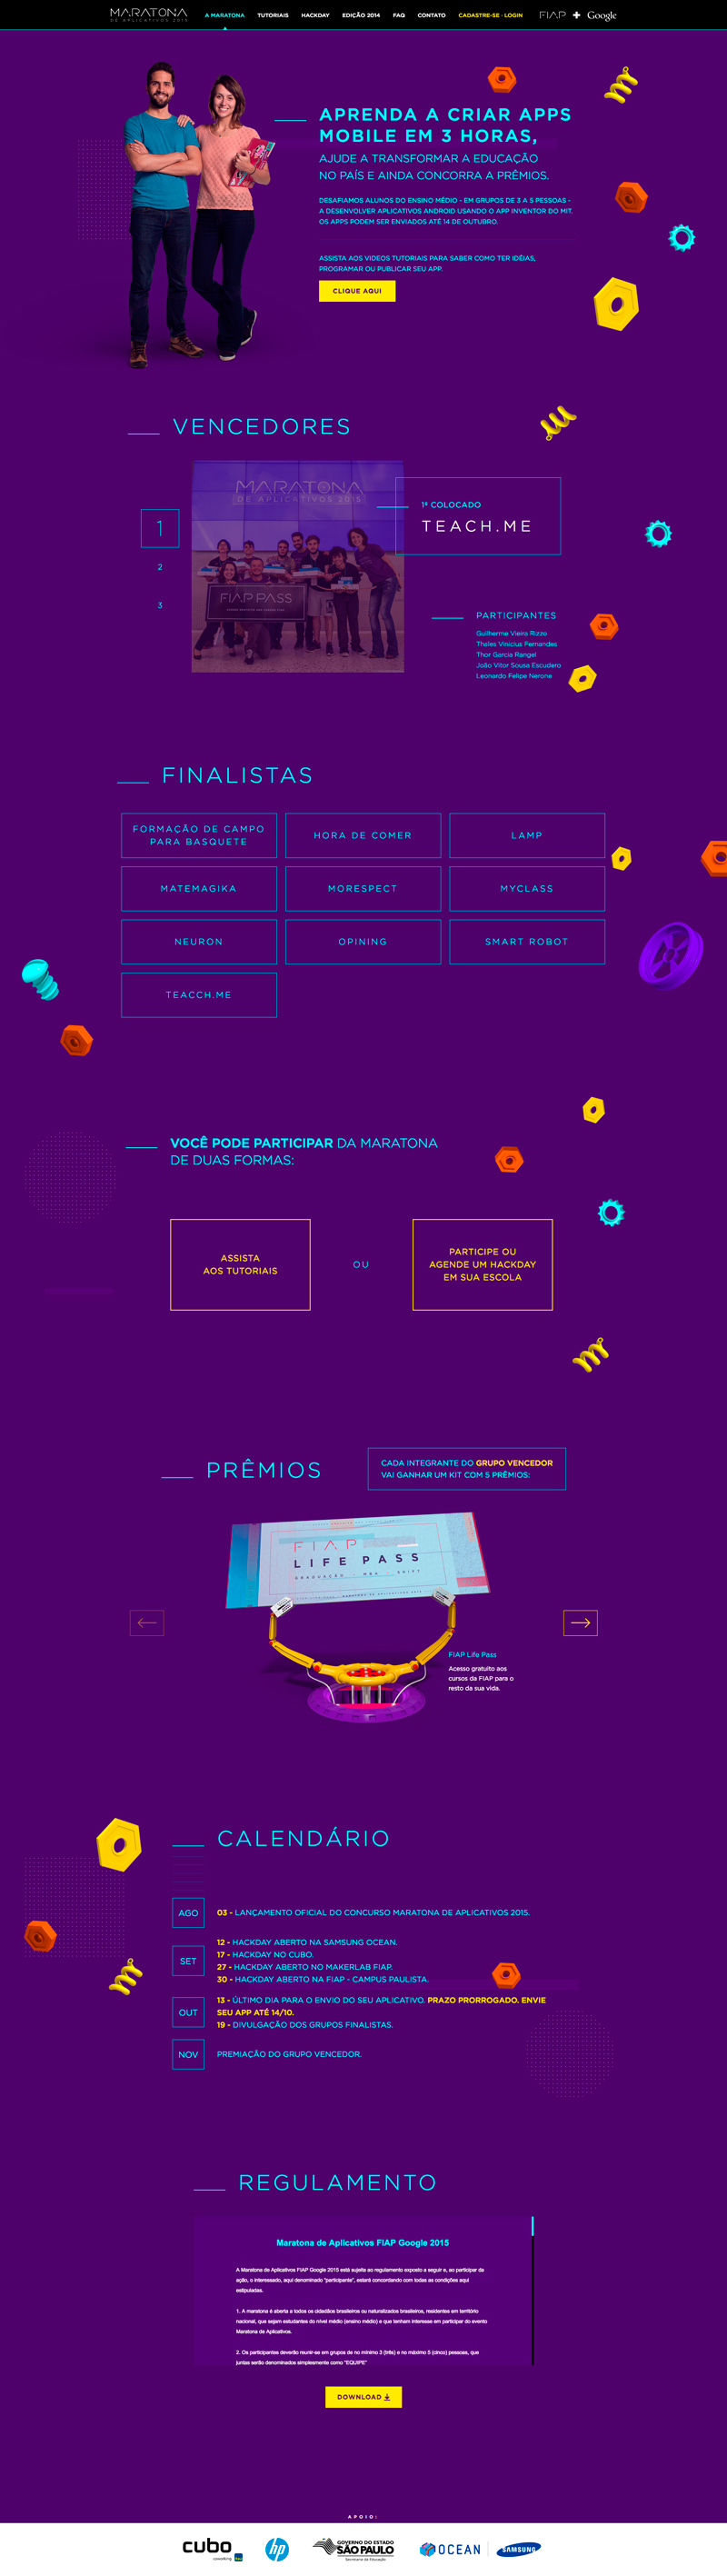 MARATONA
DE APLICATIVOS 2015
A MARATONA TUTORIAIS HACKDAY EDIÇÃO 2014 FAQ CONTATO CADASTRE-SE · LOGIN FIAP + Google
APRENDA A CRIAR APPS
MOBILE EM 3 HORAS,
AJUDE A TRANSFORMAR A EDUCAÇÃO
NO PAÍS E AINDA CONCORRA A PRÊMIOS.
DESAFIAMOS ALUNOS DO ENSINO MÉDIO - EM GRUPOS DE 3 A 5 PESSOAS -
A DESENVOLVER APLICATIVOS ANDROID USANDO O APP INVENTOR DO MIT.
OS APPS PODEM SER ENVIADOS ATÉ 14 DE OUTUBRO.
ASSISTA AOS VIDEOS TUTORIAIS PARA SABER COMO TER IDÉIAS,
PROGRAMAR OU PUBLICAR SEU APP.
CLIQUE AQUI
VENCEDORES
MARATONA
DE APLICATIVOS 2015
FIAP PASS
1
2
3
1º COLOCADO
TEACH.ME
PARTICIPANTES
Guilherme Vieira Rizzo
Thales Vinicius Fernandes
Thor Garcia Rangel
João Vitor Sousa Escudero
Leonardo Felipe Nerone
FINALISTAS
FORMAÇÃO DE CAMPO
PARA BASQUETE
HORA DE COMER
LAMP
MATEMAGIKA
MORESPECT
MYCLASS
NEURON
OPINING
SMART ROBOT
TEACCH.ME
VOCÊ PODE PARTICIPAR DA MARATONA
DE DUAS FORMAS:
ASSISTA
AOS TUTORIAIS
OU
PARTICIPE OU
AGENDE UM HACKDAY
EM SUA ESCOLA
PRÊMIOS
CADA INTEGRANTE DO GRUPO VENCEDOR
VAI GANHAR UM KIT COM 5 PRÊMIOS:
FIAP
LIFE PASS
GRADUAÇÃO · MBA · SHIFT
FIAP Life Pass
Acesso gratuito aos
cursos da FIAP para o
resto da sua vida.
CALENDÁRIO
AGO
03 - LANÇAMENTO OFICIAL DO CONCURSO MARATONA DE APLICATIVOS 2015.
SET
12 - HACKDAY ABERTO NA SAMSUNG OCEAN.
17 - HACKDAY NO CUBO.
27 - HACKDAY ABERTO NO MAKERLAB FIAP.
30 - HACKDAY ABERTO NA FIAP - CAMPUS PAULISTA.
OUT
13 - ÚLTIMO DIA PARA O ENVIO DO SEU APLICATIVO. PRAZO PRORROGADO. ENVIE
SEU APP ATÉ 14/10.
19 - DIVULGAÇÃO DOS GRUPOS FINALISTAS.
NOV
PREMIAÇÃO DO GRUPO VENCEDOR.
REGULAMENTO
Maratona de Aplicativos FIAP Google 2015
A Maratona de Aplicativos FIAP Google 2015 está sujeita ao regulamento exposto a seguir e, ao participar da
ação, o interessado, aqui denominado "participante", estará concordando com todas as condições aqui
estipuladas.
1. A maratona é aberta a todos os cidadãos brasileiros ou naturalizados brasileiros, residentes em território
nacional, que sejam estudantes do nível médio (ensino médio) e que tenham interesse em participar do evento
Maratona de Aplicativos.
2. Os participantes deverão reunir-se em grupos de no mínimo 3 (três) e no máximo 5 (cinco) pessoas, que
juntas serão denominados simplesmente como "EQUIPE"
DOWNLOAD
APOIO:
cubo
coworking
hp
GOVERNO DO ESTADO
SÃO PAULO
Secretaria da Educação
OCEAN
SAMSUNG